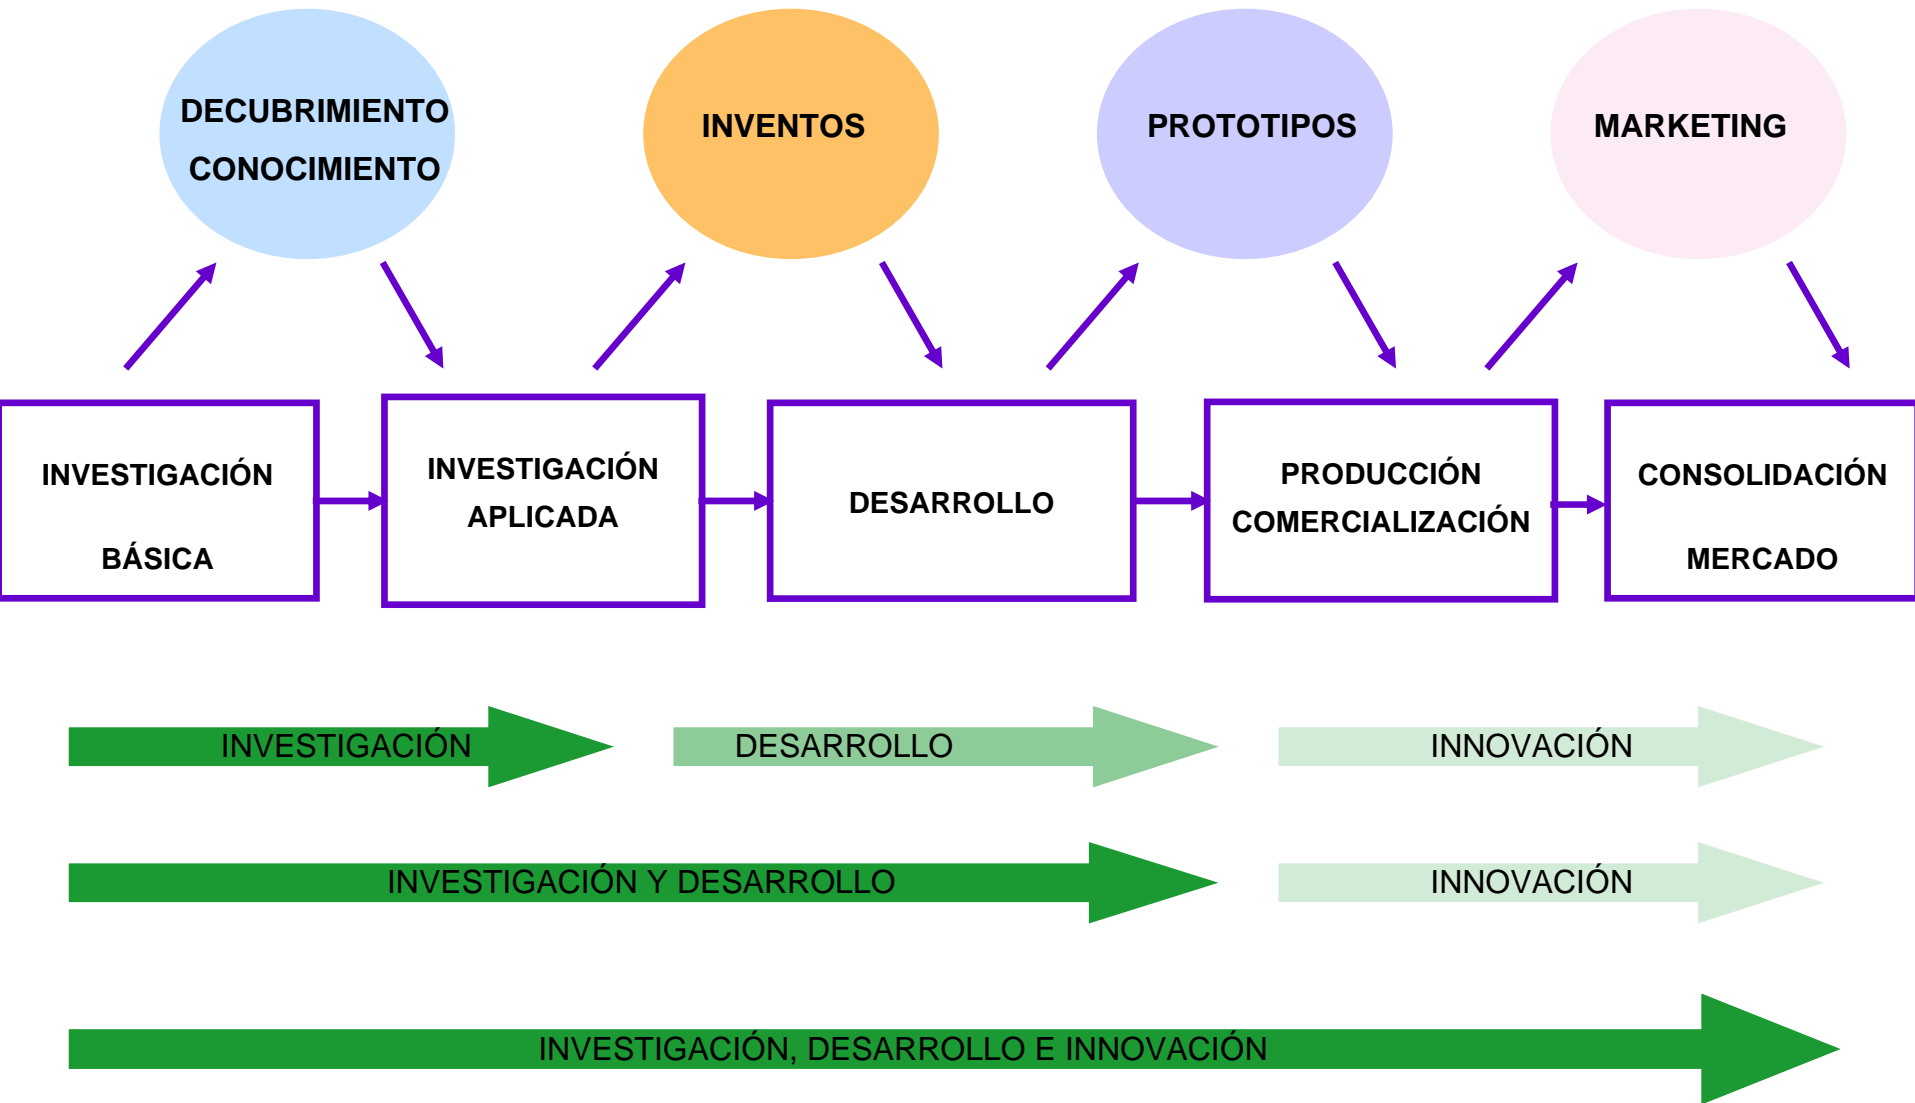 DECUBRIMIENTO
CONOCIMIENTO
INVENTOS
PROTOTIPOS
MARKETING
INVESTIGACIÓN
BÁSICA
INVESTIGACIÓN
APLICADA
DESARROLLO
PRODUCCIÓN
COMERCIALIZACIÓN
CONSOLIDACIÓN
MERCADO
INVESTIGACIÓN
DESARROLLO
INNOVACIÓN
INVESTIGACIÓN Y DESARROLLO
INNOVACIÓN
INVESTIGACIÓN, DESARROLLO E INNOVACIÓN